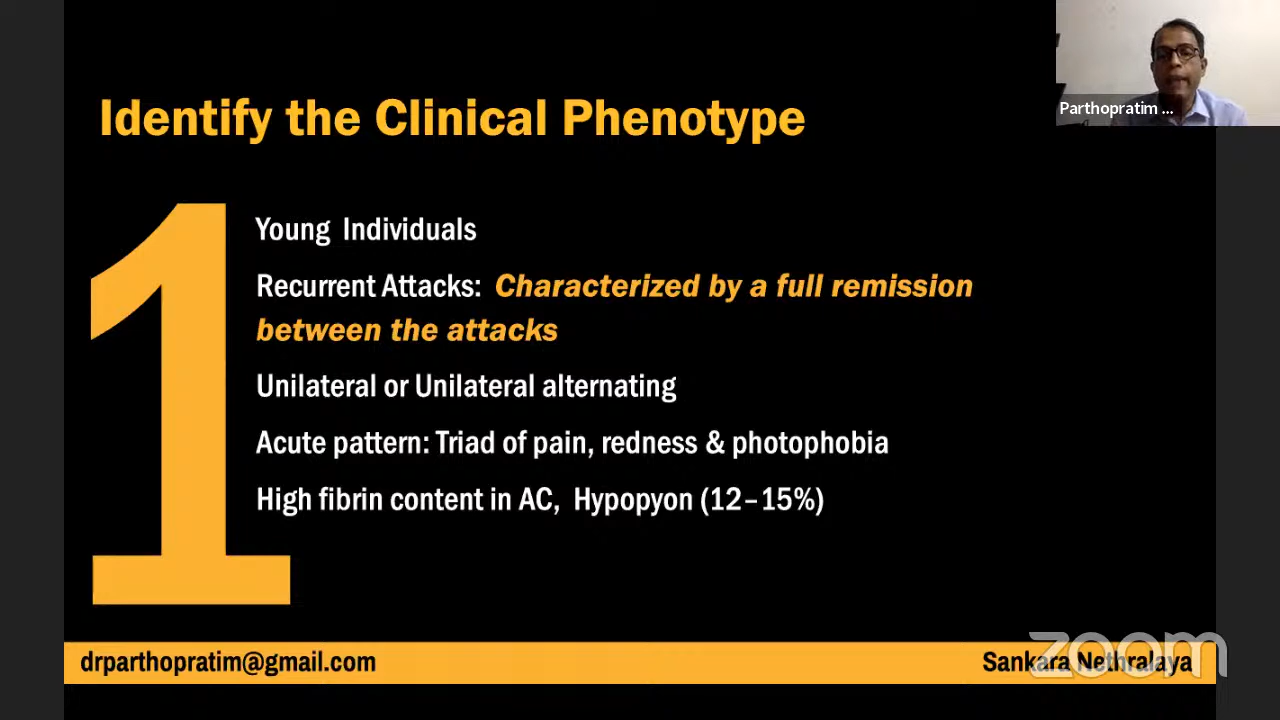 Identify the Clinical Phenotype
Parthopratim ...
1
Young Individuals
Recurrent Attacks: Characterized by a full remission
between the attacks
Unilateral or Unilateral alternating
Acute pattern: Triad of pain, redness & photophobia
High fibrin content in AC, Hypopyon (12–15%)
drparthopratim@gmail.com
Sankara Nethralaya
zoom